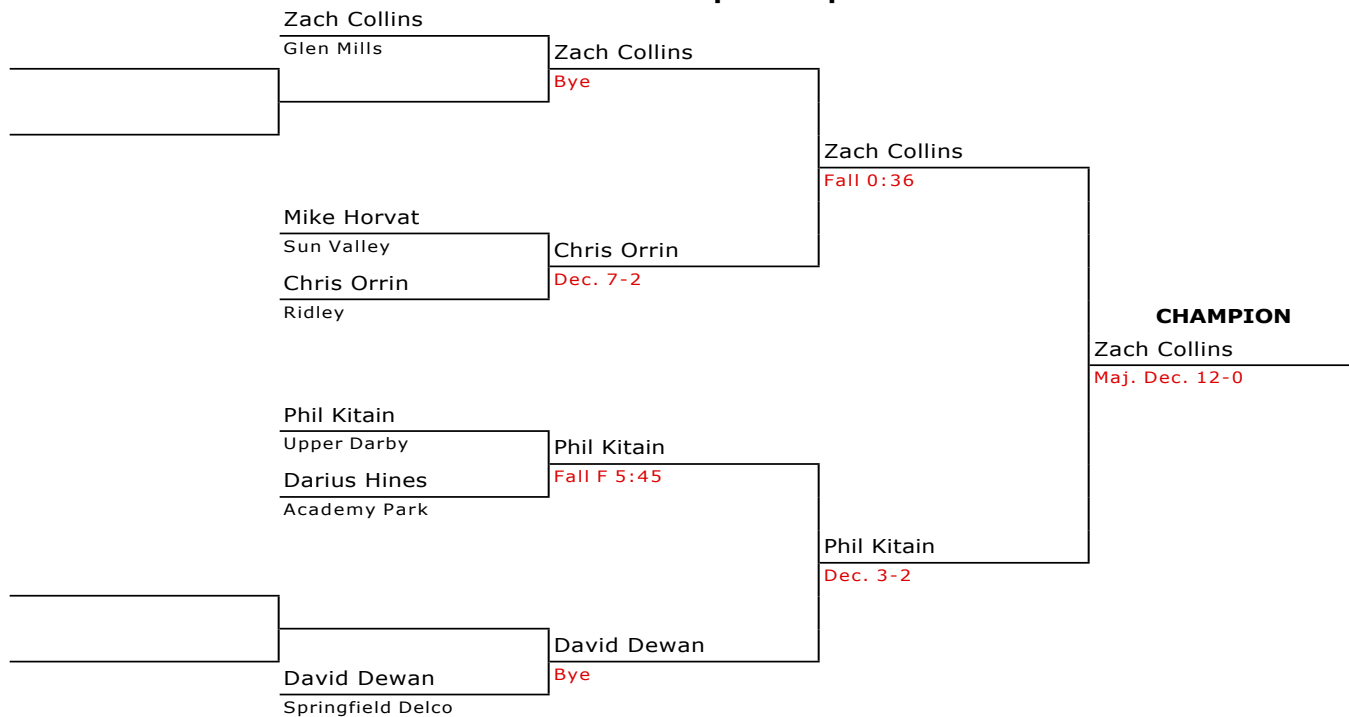 Zach Collins
Glen Mills
Zach Collins
Bye
Zach Collins
Fall 0:36
Mike Horvat
Sun Valley
Chris Orrin
Dec. 7-2
Chris Orrin
Ridley
CHAMPION
Zach Collins
Maj. Dec. 12-0
Phil Kitain
Upper Darby
Phil Kitain
Fall F 5:45
Darius Hines
Academy Park
Phil Kitain
Dec. 3-2
David Dewan
Bye
David Dewan
Springfield Delco